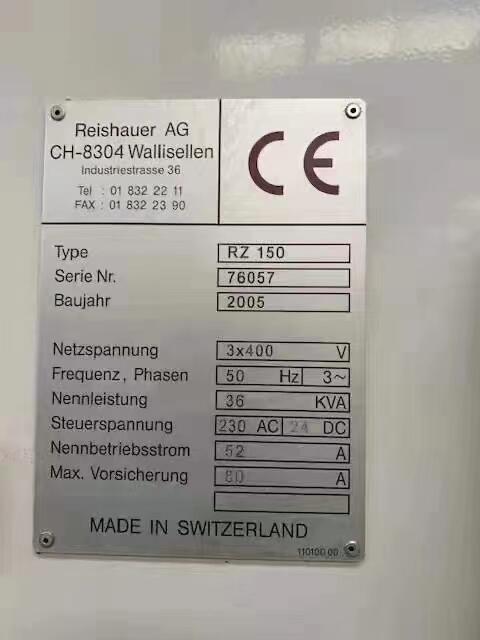 Reishauer AG
CH-8304 Wallisellen
Industriestrasse 36
Tel : 01 832 22 11
FAX : 01 832 23 90
CE
Type RZ 150
Serie Nr. 76057
Baujahr 2005
Netzspannung 3x400 V
Frequenz, Phasen 50 Hz 3~
Nennleistung 36 KVA
Steuerspannung 230 AC 24 DC
Nennbetriebsstrom 52 A
Max. Vorsicherung 80 A
MADE IN SWITZERLAND
110100.00